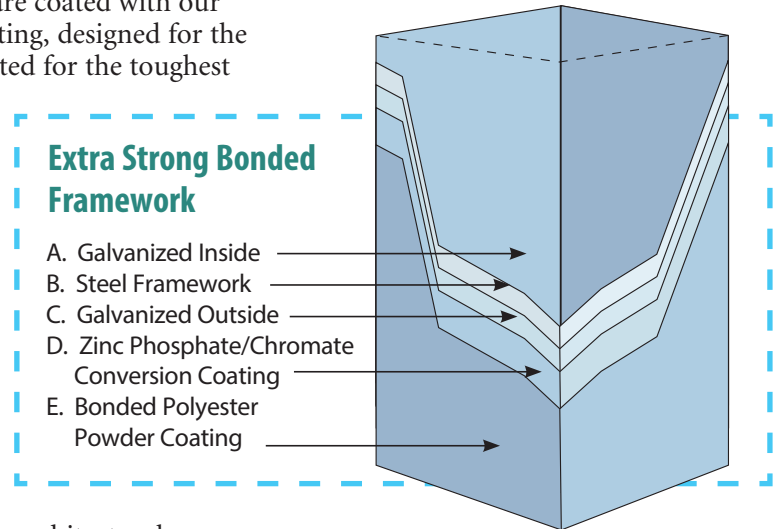 are coated with our
ting, designed for the
ted for the toughest
Extra Strong Bonded
Framework
A. Galvanized Inside
B. Steel Framework
C. Galvanized Outside
D. Zinc Phosphate/Chromate
Conversion Coating
E. Bonded Polyester
Powder Coating